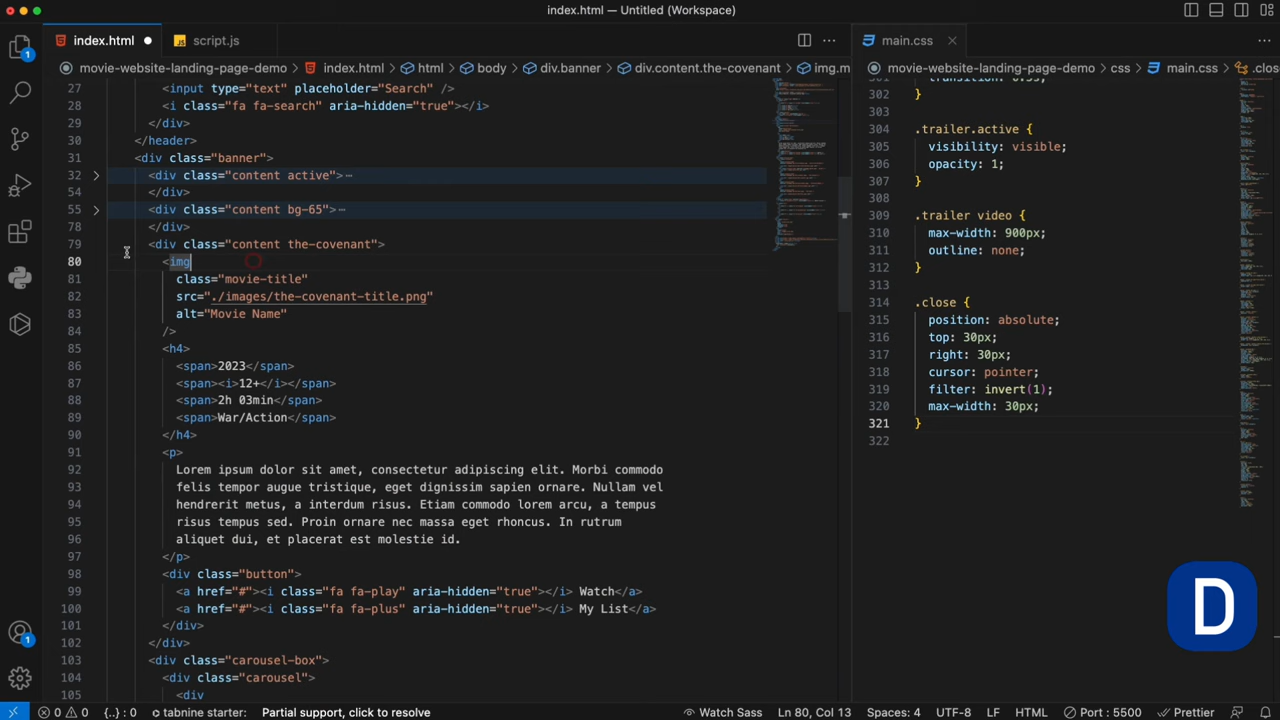 index.html — Untitled (Workspace)
index.html
script.js
main.css
movie-website-landing-page-demo
index.html
html
body
div.banner
div.content.the-covenant
img.m
movie-website-landing-page-demo
css
main.css
.clos
27 <input type="text" placeholder="Search" />
28 <i class="fa fa-search" aria-hidden="true"></i>
29 </div>
30 </header>
31 <div class="banner">
32 <div class="content active">
54 </div>
55 <div class="content bg-65">
78 </div>
79 <div class="content the-covenant">
80 <img
81 class="movie-title"
82 src="./images/the-covenant-title.png"
83 alt="Movie Name"
84 />
85 <h4>
86 <span>2023</span>
87 <span><i>12+</i></span>
88 <span>2h 03min</span>
89 <span>War/Action</span>
90 </h4>
91 <p>
92 Lorem ipsum dolor sit amet, consectetur adipiscing elit. Morbi commodo
93 felis tempor augue tristique, eget dignissim sapien ornare. Vivamus vel
94 hendrerit metus, a interdum risus. Etiam commodo lorem arcu, a tempus
95 risus tempus sed. Proin ornare nec massa eget rhoncus. In rutrum
96 aliquet dui, et placerat est molestie id.
97 </p>
98 <div class="button">
99 <a href="#"><i class="fa fa-play" aria-hidden="true"></i> Watch</a>
100 <a href="#"><i class="fa fa-plus" aria-hidden="true"></i> My List</a>
101 </div>
102 </div>
103 <div class="carousel-box">
104 <div class="carousel">
105 <div
302 }
303
304 .trailer.active {
305 visibility: visible;
306 opacity: 1;
307 }
308
309 .trailer video {
310 max-width: 900px;
311 outline: none;
312 }
313
314 .close {
315 position: absolute;
316 top: 30px;
317 right: 30px;
318 cursor: pointer;
319 filter: invert(1);
320 max-width: 30px;
321 }
322
D
1
1
0 0
{..} : 0
tabnine starter:
Partial support, click to resolve
Watch Sass
Ln 80, Col 13
Spaces: 4
UTF-8
LF
HTML
Port : 5500
Prettier